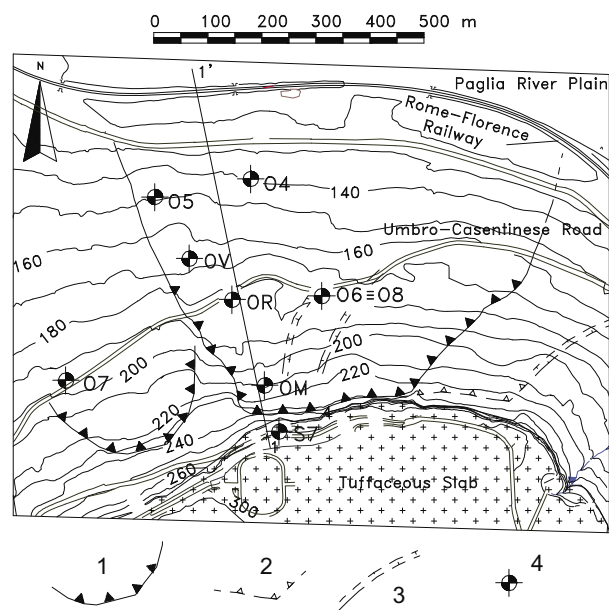 0 100 200 300 400 500 m
N
1'
Paglia River Plain
Rome-Florence
Railway
O4
140
O5
Umbro-Casentinese Road
160
OV
160
OR
O6≡O8
180
200
200
220
O7
OM
220
S7
240
1
260
Tuffaceous Slab
300
1
2
3
4